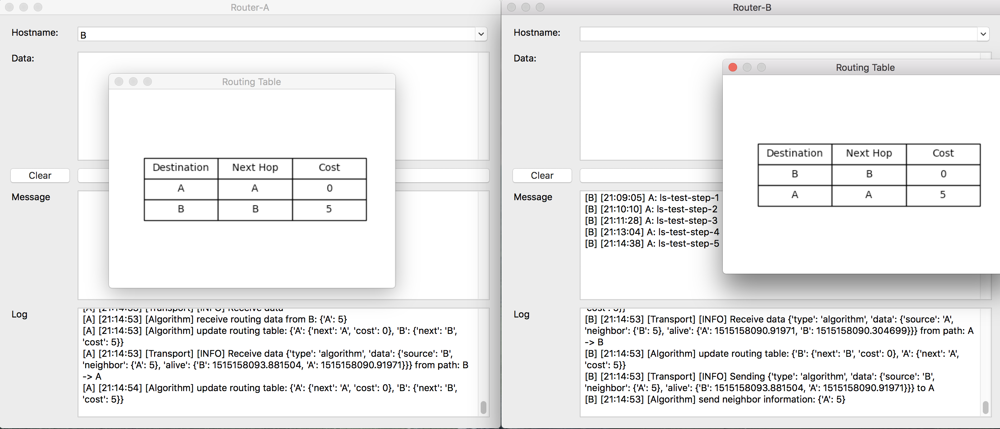 Router-A
Hostname:
B
Data:
Routing Table
Destination Next Hop Cost
A A 0
B B 5
Clear
Message
Log
[A] [21:14:53] [Transport] [INFO] Receive data
[A] [21:14:53] [Algorithm] receive routing data from B: {'A': 5}
[A] [21:14:53] [Algorithm] update routing table: {'A': {'next': 'A', 'cost': 0}, 'B': {'next': 'B',
'cost': 5}}
[A] [21:14:53] [Transport] [INFO] Receive data {'type': 'algorithm', 'data': {'source': 'B',
'neighbor': {'A': 5}, 'alive': {'B': 1515158093.881504, 'A': 1515158090.91971}}} from path: B
-> A
[A] [21:14:54] [Algorithm] update routing table: {'A': {'next': 'A', 'cost': 0}, 'B': {'next': 'B',
'cost': 5}}
Router-B
Hostname:
Data:
Routing Table
Destination Next Hop Cost
B B 0
A A 5
Clear
Message
[B] [21:09:05] A: ls-test-step-1
[B] [21:10:10] A: ls-test-step-2
[B] [21:11:28] A: ls-test-step-3
[B] [21:13:04] A: ls-test-step-4
[B] [21:14:38] A: ls-test-step-5
Log
'cost': 5}}
[B] [21:14:53] [Transport] [INFO] Receive data {'type': 'algorithm', 'data': {'source': 'A',
'neighbor': {'B': 5}, 'alive': {'A': 1515158090.91971, 'B': 1515158090.304699}}} from path: A
-> B
[B] [21:14:53] [Algorithm] update routing table: {'B': {'next': 'B', 'cost': 0}, 'A': {'next': 'A',
'cost': 5}}
[B] [21:14:53] [Transport] [INFO] Sending {'type': 'algorithm', 'data': {'source': 'B',
'neighbor': {'A': 5}, 'alive': {'B': 1515158093.881504, 'A': 1515158090.91971}}} to A
[B] [21:14:53] [Algorithm] send neighbor information: {'A': 5}